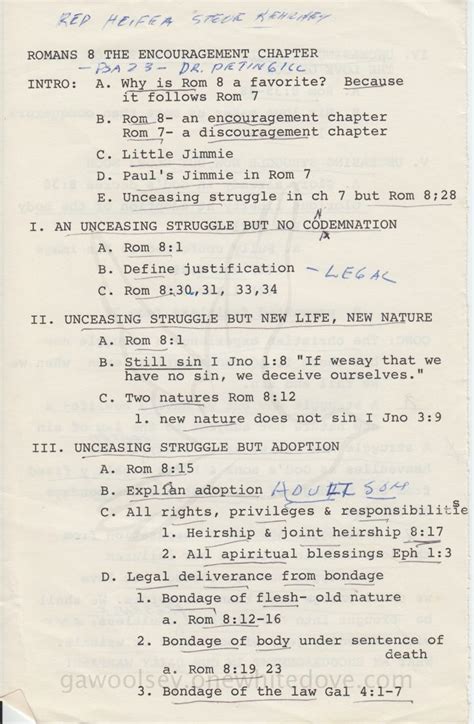 RED HEIFER STEVE KEHRNEY
ROMANS 8 THE ENCOURAGEMENT CHAPTER
- BA 23 - DR. PETINGILL
INTRO: A. Why is Rom 8 a favorite? Because
it follows Rom 7
B. Rom 8- an encouragement chapter
Rom 7- a discouragement chapter
C. Little Jimmie
D. Paul's Jimmie in Rom 7
E. Unceasing struggle in ch 7 but Rom 8;28
I. AN UNCEASING STRUGGLE BUT NO CODEMNATION
N
A. Rom 8:1
B. Define justification - LEGAL
C. Rom 8:30,31, 33,34
II. UNCEASING STRUGGLE BUT NEW LIFE, NEW NATURE
A. Rom 8:1
B. Still sin I Jno 1:8 "If wesay that we
have no sin, we deceive ourselves."
C. Two natures Rom 8:12
1. new nature does not sin I Jno 3:9
III. UNCEASING STRUGGLE BUT ADOPTION
A. Rom 8:15
B. Explian adoption ADULT SON
C. All rights, privileges & responsibilities
1. Heirship & joint heirship 8:17
2. All apiritual blessings Eph 1:3
D. Legal deliverance from bondage
1. Bondage of flesh- old nature
a. Rom 8:12-16
2. Bondage of body under sentence of
death
a. Rom 8:19 23
gawoolsey.onewhitedove.com
3. Bondage of the law Gal 4:1-7